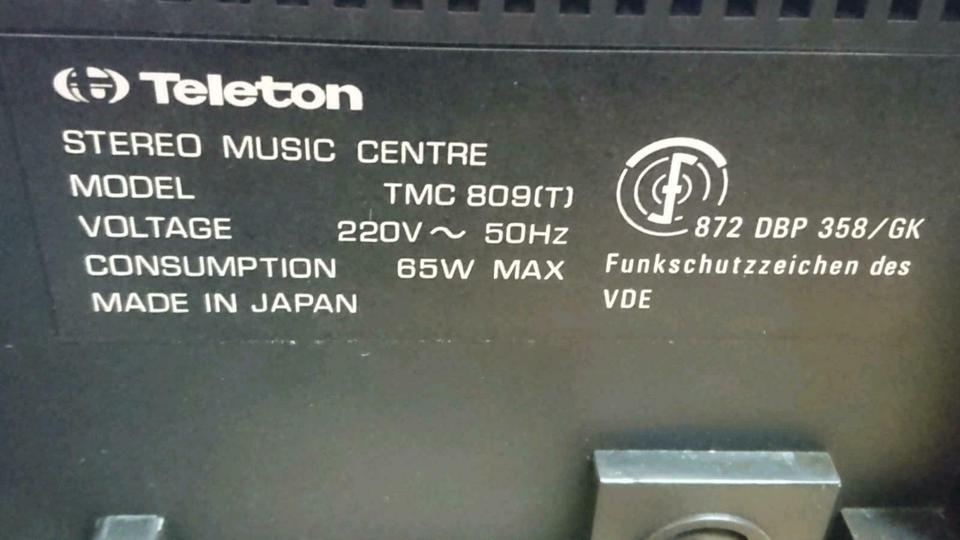 Teleton
STEREO MUSIC CENTRE
MODEL TMC 809(T)
VOLTAGE 220V ~ 50Hz
CONSUMPTION 65W MAX
MADE IN JAPAN
872 DBP 358/GK
Funkschutzzeichen des
VDE